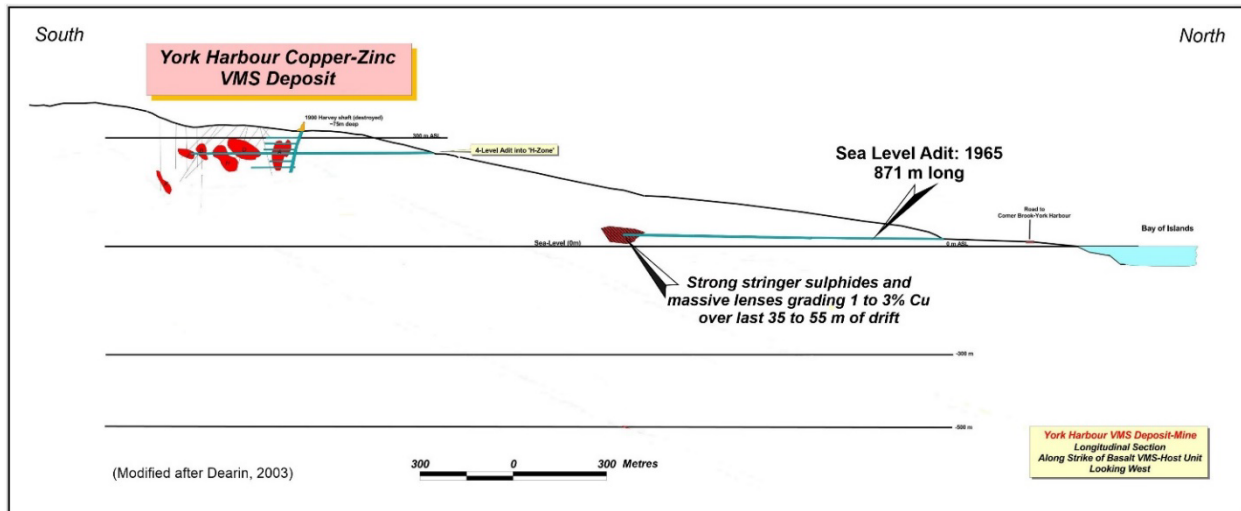 South
North
York Harbour Copper-Zinc
VMS Deposit
1900 Harvey shaft (destroyed)
~75m deep
300 m ASL
4-Level Adit into 'H-Zone'
Sea Level Adit: 1965
871 m long
Road to
Corner Brook-York Harbour
Bay of Islands
Sea-Level (0m)
0 m ASL
Strong stringer sulphides and
massive lenses grading 1 to 3% Cu
over last 35 to 55 m of drift
-300 m
-500 m
York Harbour VMS Deposit-Mine
Longitudinal Section
Along Strike of Basalt VMS-Host Unit
Looking West
(Modified after Dearin, 2003)
300 0 300 Metres